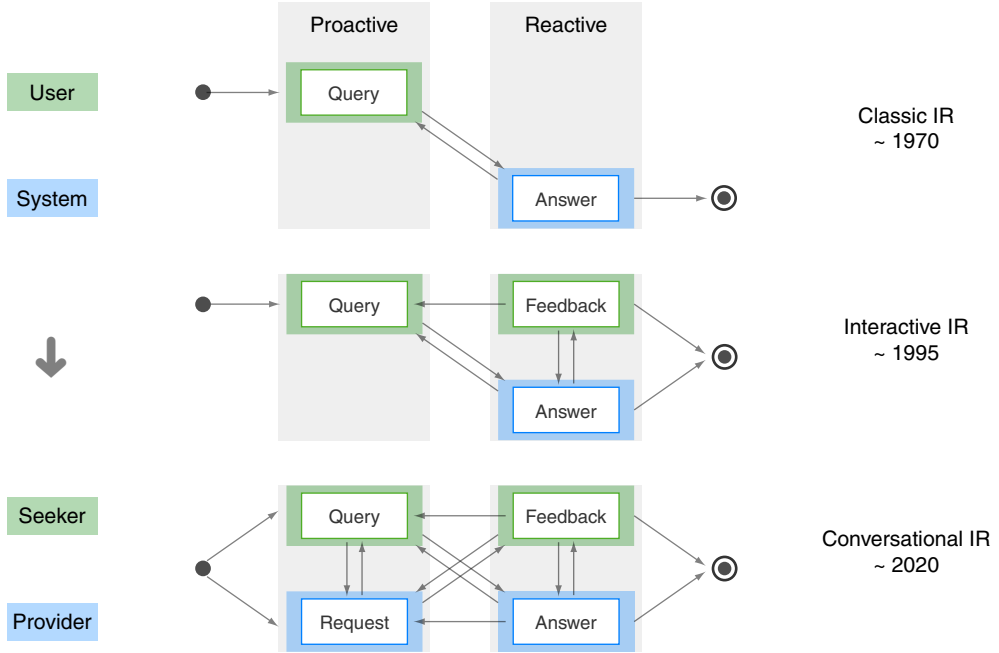 Proactive
Reactive
User
Query
Classic IR
~ 1970
System
Answer
Query
Feedback
Interactive IR
~ 1995
Answer
Seeker
Query
Feedback
Conversational IR
~ 2020
Provider
Request
Answer